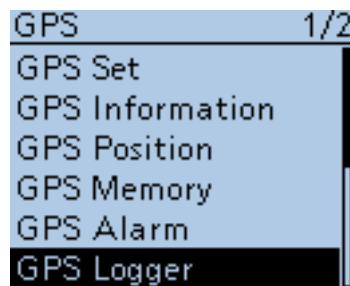 GPS 1/2
GPS Set
GPS Information
GPS Position
GPS Memory
GPS Alarm
GPS Logger